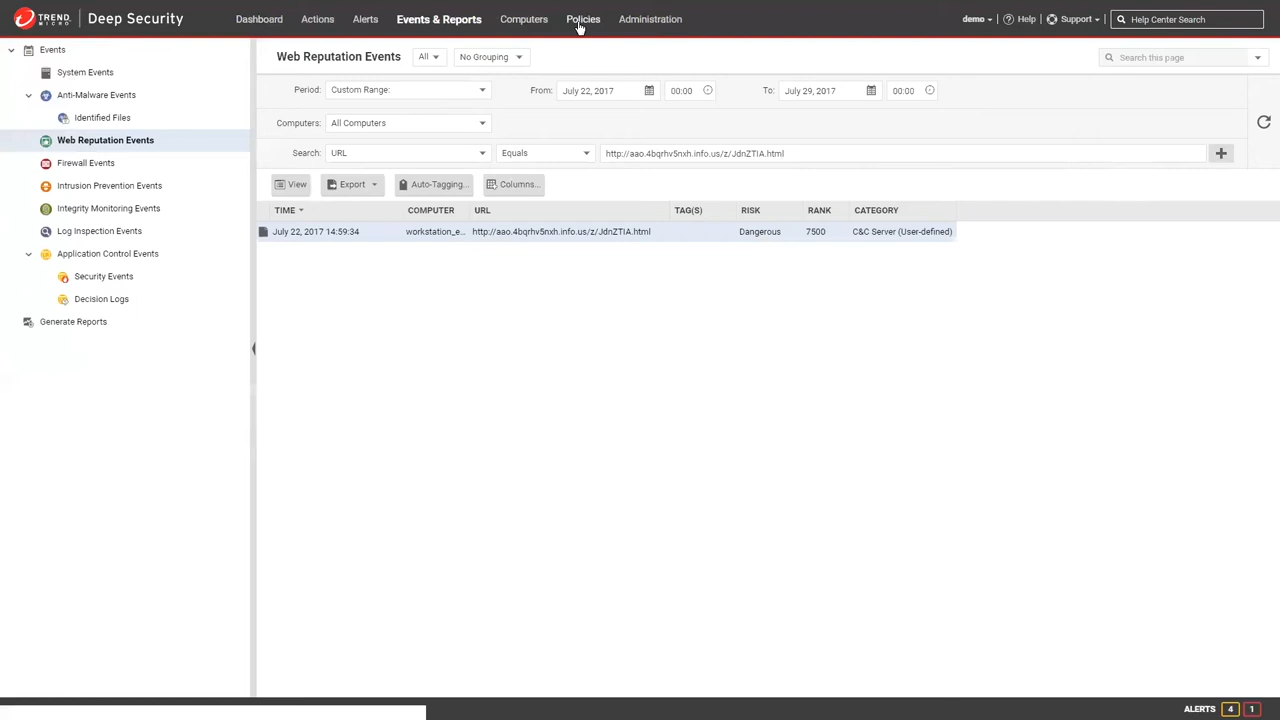 TREND MICRO Deep Security Dashboard Actions Alerts Events & Reports Computers Policies Administration demo Help Support Help Center Search
Events
System Events
Anti-Malware Events
Identified Files
Web Reputation Events
Firewall Events
Intrusion Prevention Events
Integrity Monitoring Events
Log Inspection Events
Application Control Events
Security Events
Decision Logs
Generate Reports
Web Reputation Events All No Grouping Search this page
Period: Custom Range: From: July 22, 2017 00:00 To: July 29, 2017 00:00
Computers: All Computers
Search: URL Equals http://aao.4bqrhv5nxh.info.us/z/JdnZTIA.html
View Export Auto-Tagging... Columns...
TIME COMPUTER URL TAG(S) RISK RANK CATEGORY
July 22, 2017 14:59:34 workstation_e... http://aao.4bqrhv5nxh.info.us/z/JdnZTIA.html Dangerous 7500 C&C Server (User-defined)
ALERTS 4 1